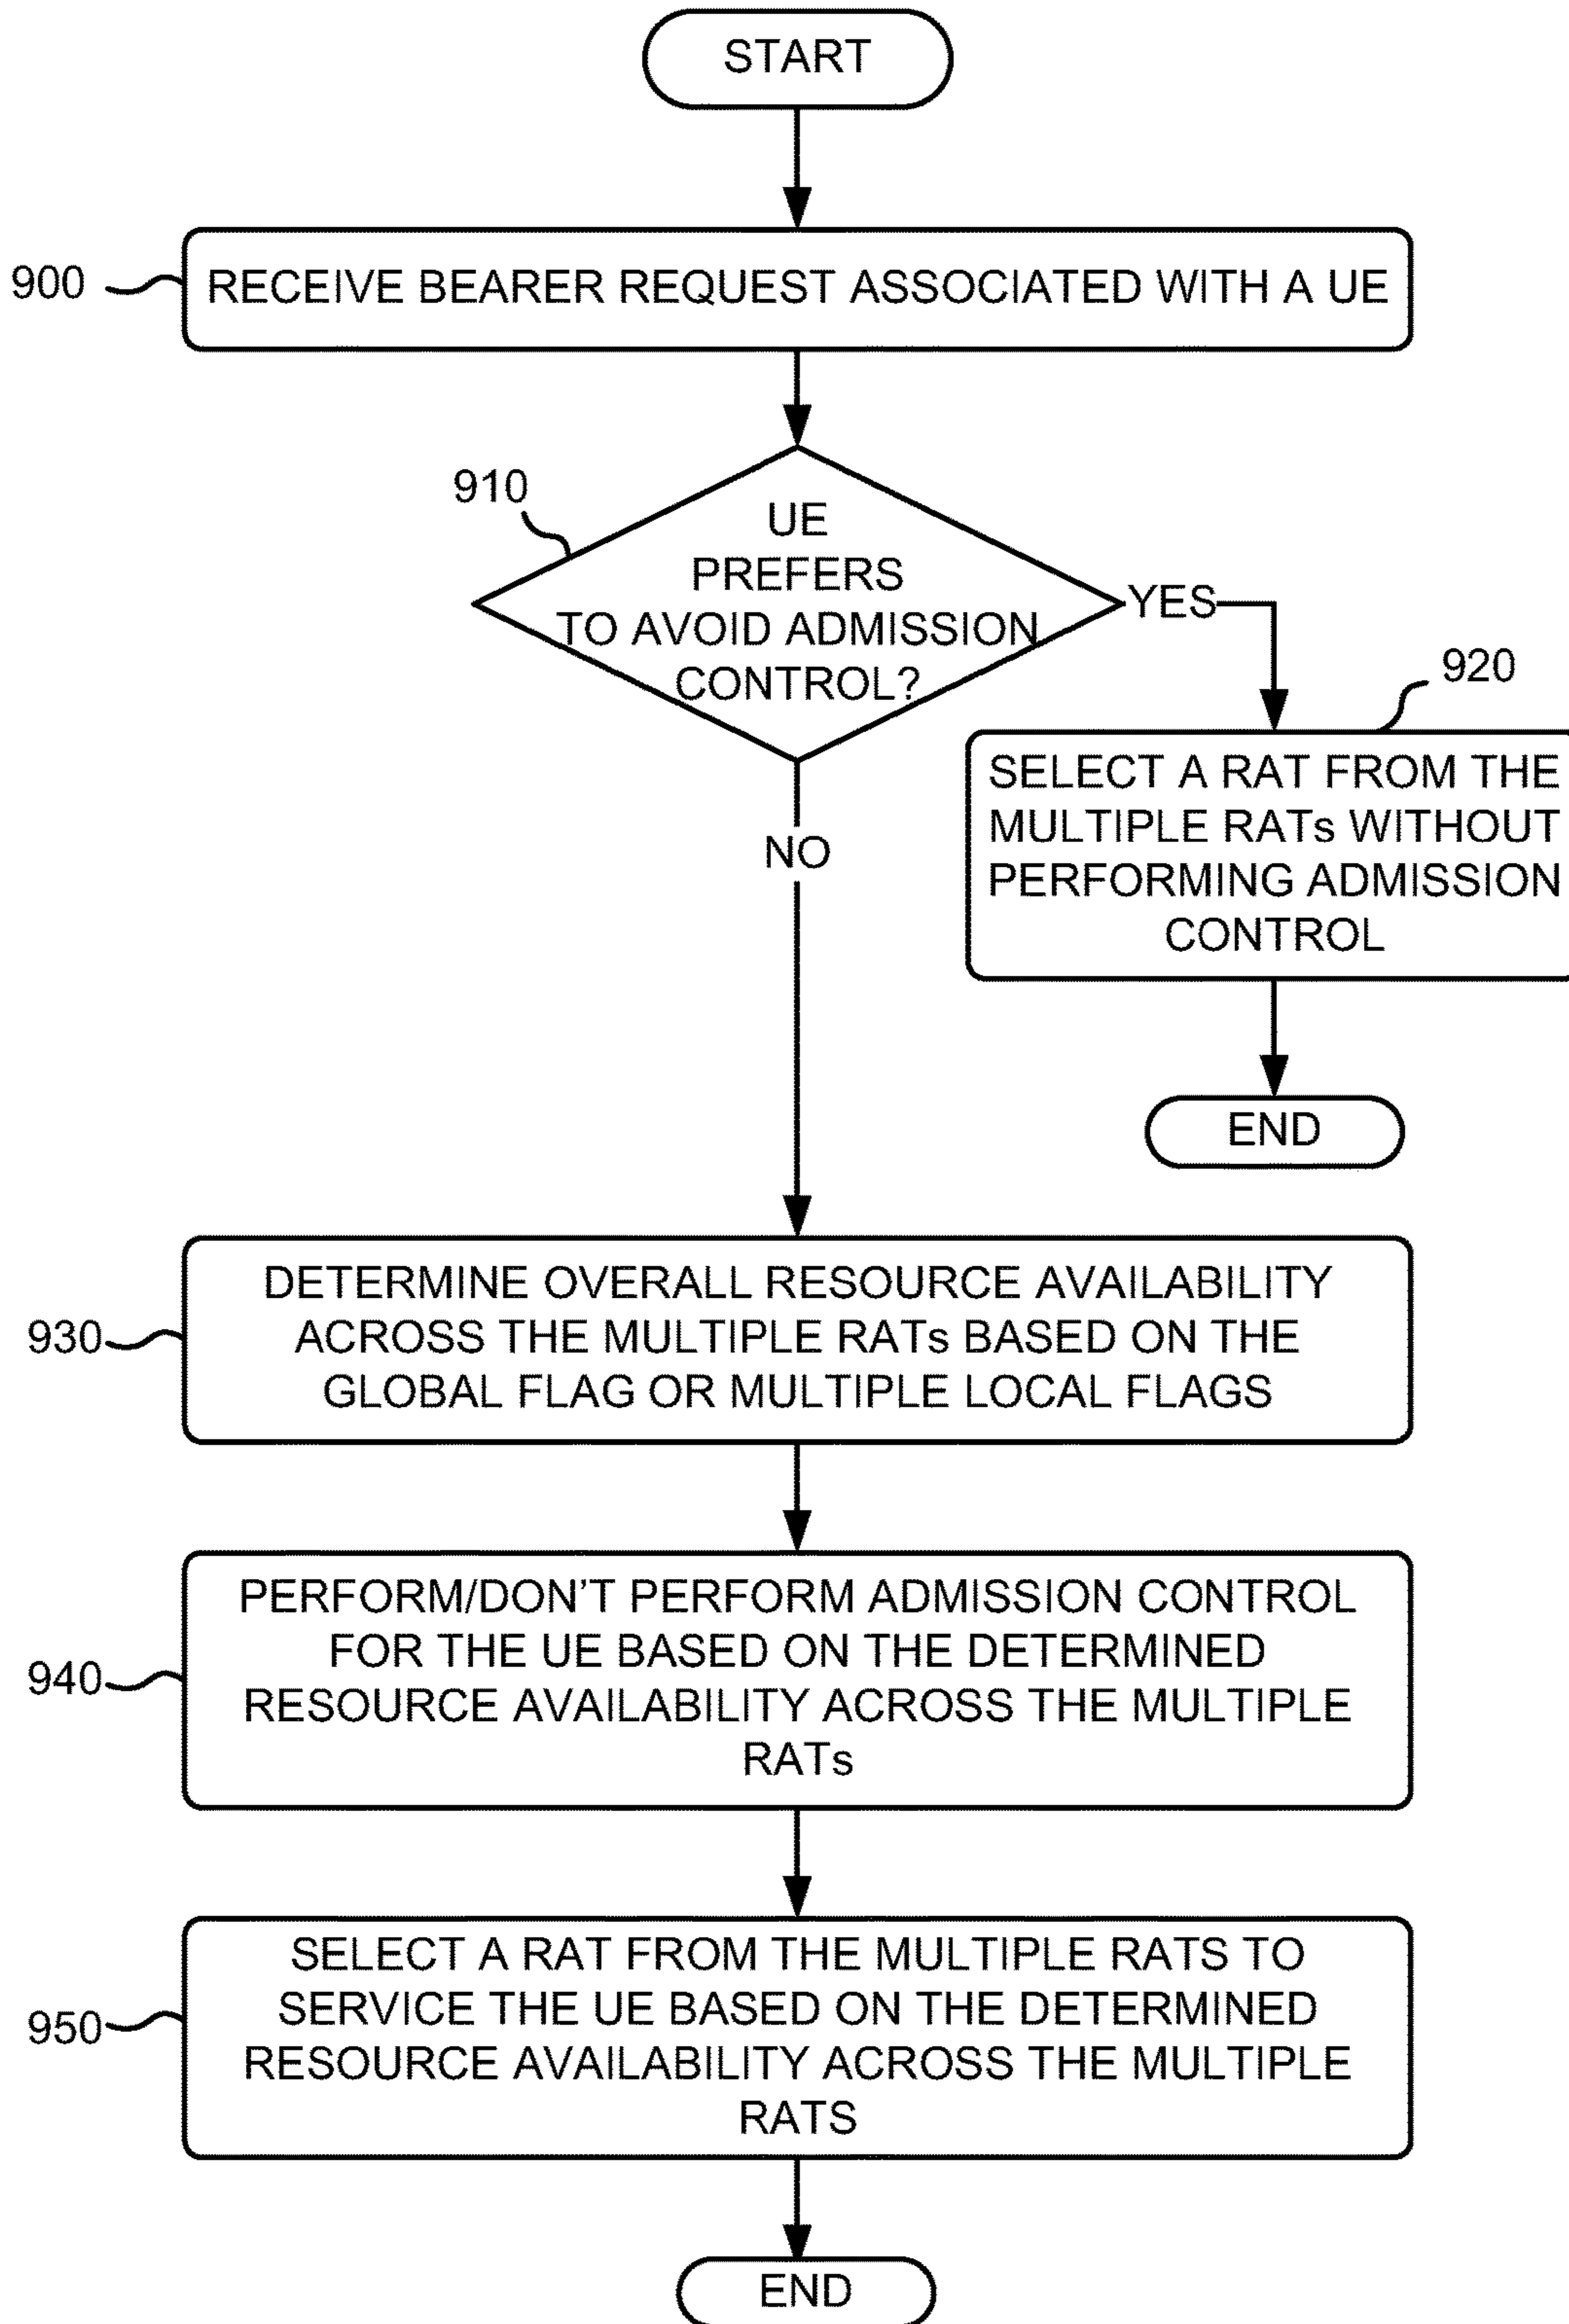 START
900
RECEIVE BEARER REQUEST ASSOCIATED WITH A UE
910
UE
PREFERS
TO AVOID ADMISSION
CONTROL?
YES
920
SELECT A RAT FROM THE
MULTIPLE RATs WITHOUT
PERFORMING ADMISSION
CONTROL
NO
END
930
DETERMINE OVERALL RESOURCE AVAILABILITY
ACROSS THE MULTIPLE RATs BASED ON THE
GLOBAL FLAG OR MULTIPLE LOCAL FLAGS
940
PERFORM/DON'T PERFORM ADMISSION CONTROL
FOR THE UE BASED ON THE DETERMINED
RESOURCE AVAILABILITY ACROSS THE MULTIPLE
RATs
950
SELECT A RAT FROM THE MULTIPLE RATS TO
SERVICE THE UE BASED ON THE DETERMINED
RESOURCE AVAILABILITY ACROSS THE MULTIPLE
RATS
END